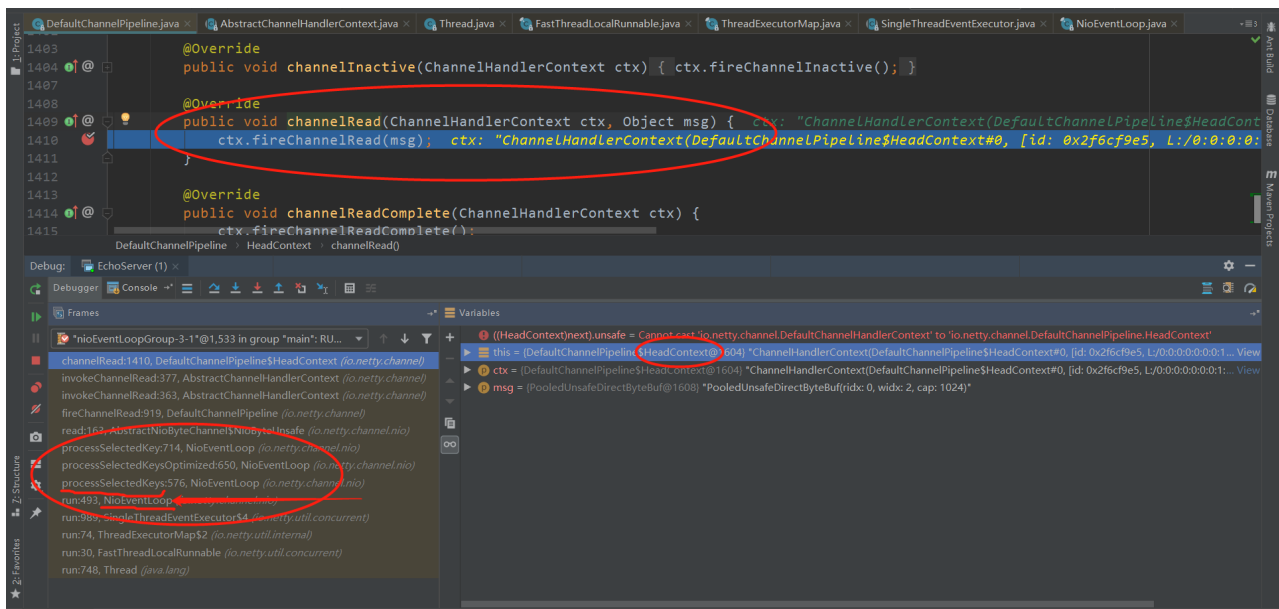 DefaultChannelPipeline.java × AbstractChannelHandlerContext.java × Thread.java × FastThreadLocalRunnable.java × ThreadExecutorMap.java × SingleThreadEventExecutor.java × NioEventLoop.java ×
1: Project
Ant Build
Database
Maven Projects
1403 @Override
1404 public void channelInactive(ChannelHandlerContext ctx) { ctx.fireChannelInactive(); }
1407
1408 @Override
1409 public void channelRead(ChannelHandlerContext ctx, Object msg) { ctx: "ChannelHandlerContext(DefaultChannelPipeline$HeadCont
1410 ctx.fireChannelRead(msg); ctx: "ChannelHandlerContext(DefaultChannelPipeline$HeadContext#0, [id: 0x2f6cf9e5, L:/0:0:0:0:
1411 }
1412
1413 @Override
1414 public void channelReadComplete(ChannelHandlerContext ctx) {
1415 ctx.fireChannelReadComplete();
DefaultChannelPipeline › HeadContext › channelRead()
Debug: EchoServer (1) ×
Debugger Console
Frames
Variables
"nioEventLoopGroup-3-1"@1,533 in group "main": RU...
channelRead:1410, DefaultChannelPipeline$HeadContext (io.netty.channel)
invokeChannelRead:377, AbstractChannelHandlerContext (io.netty.channel)
invokeChannelRead:363, AbstractChannelHandlerContext (io.netty.channel)
fireChannelRead:919, DefaultChannelPipeline (io.netty.channel)
read:163, AbstractNioByteChannel$NioByteUnsafe (io.netty.channel.nio)
processSelectedKey:714, NioEventLoop (io.netty.channel.nio)
processSelectedKeysOptimized:650, NioEventLoop (io.netty.channel.nio)
processSelectedKeys:576, NioEventLoop (io.netty.channel.nio)
run:493, NioEventLoop (io.netty.channel.nio)
run:989, SingleThreadEventExecutor$4 (io.netty.util.concurrent)
run:74, ThreadExecutorMap$2 (io.netty.util.internal)
run:30, FastThreadLocalRunnable (io.netty.util.concurrent)
run:748, Thread (java.lang)
((HeadContext)next).unsafe = Cannot cast 'io.netty.channel.DefaultChannelHandlerContext' to 'io.netty.channel.DefaultChannelPipeline.HeadContext'
this = {DefaultChannelPipeline$HeadContext@1604} "ChannelHandlerContext(DefaultChannelPipeline$HeadContext#0, [id: 0x2f6cf9e5, L:/0:0:0:0:0:0:0:1:... View
ctx = {DefaultChannelPipeline$HeadContext@1604} "ChannelHandlerContext(DefaultChannelPipeline$HeadContext#0, [id: 0x2f6cf9e5, L:/0:0:0:0:0:0:0:1:... View
msg = {PooledUnsafeDirectByteBuf@1608} "PooledUnsafeDirectByteBuf(ridx: 0, widx: 2, cap: 1024)"
Z: Structure
2: Favorites